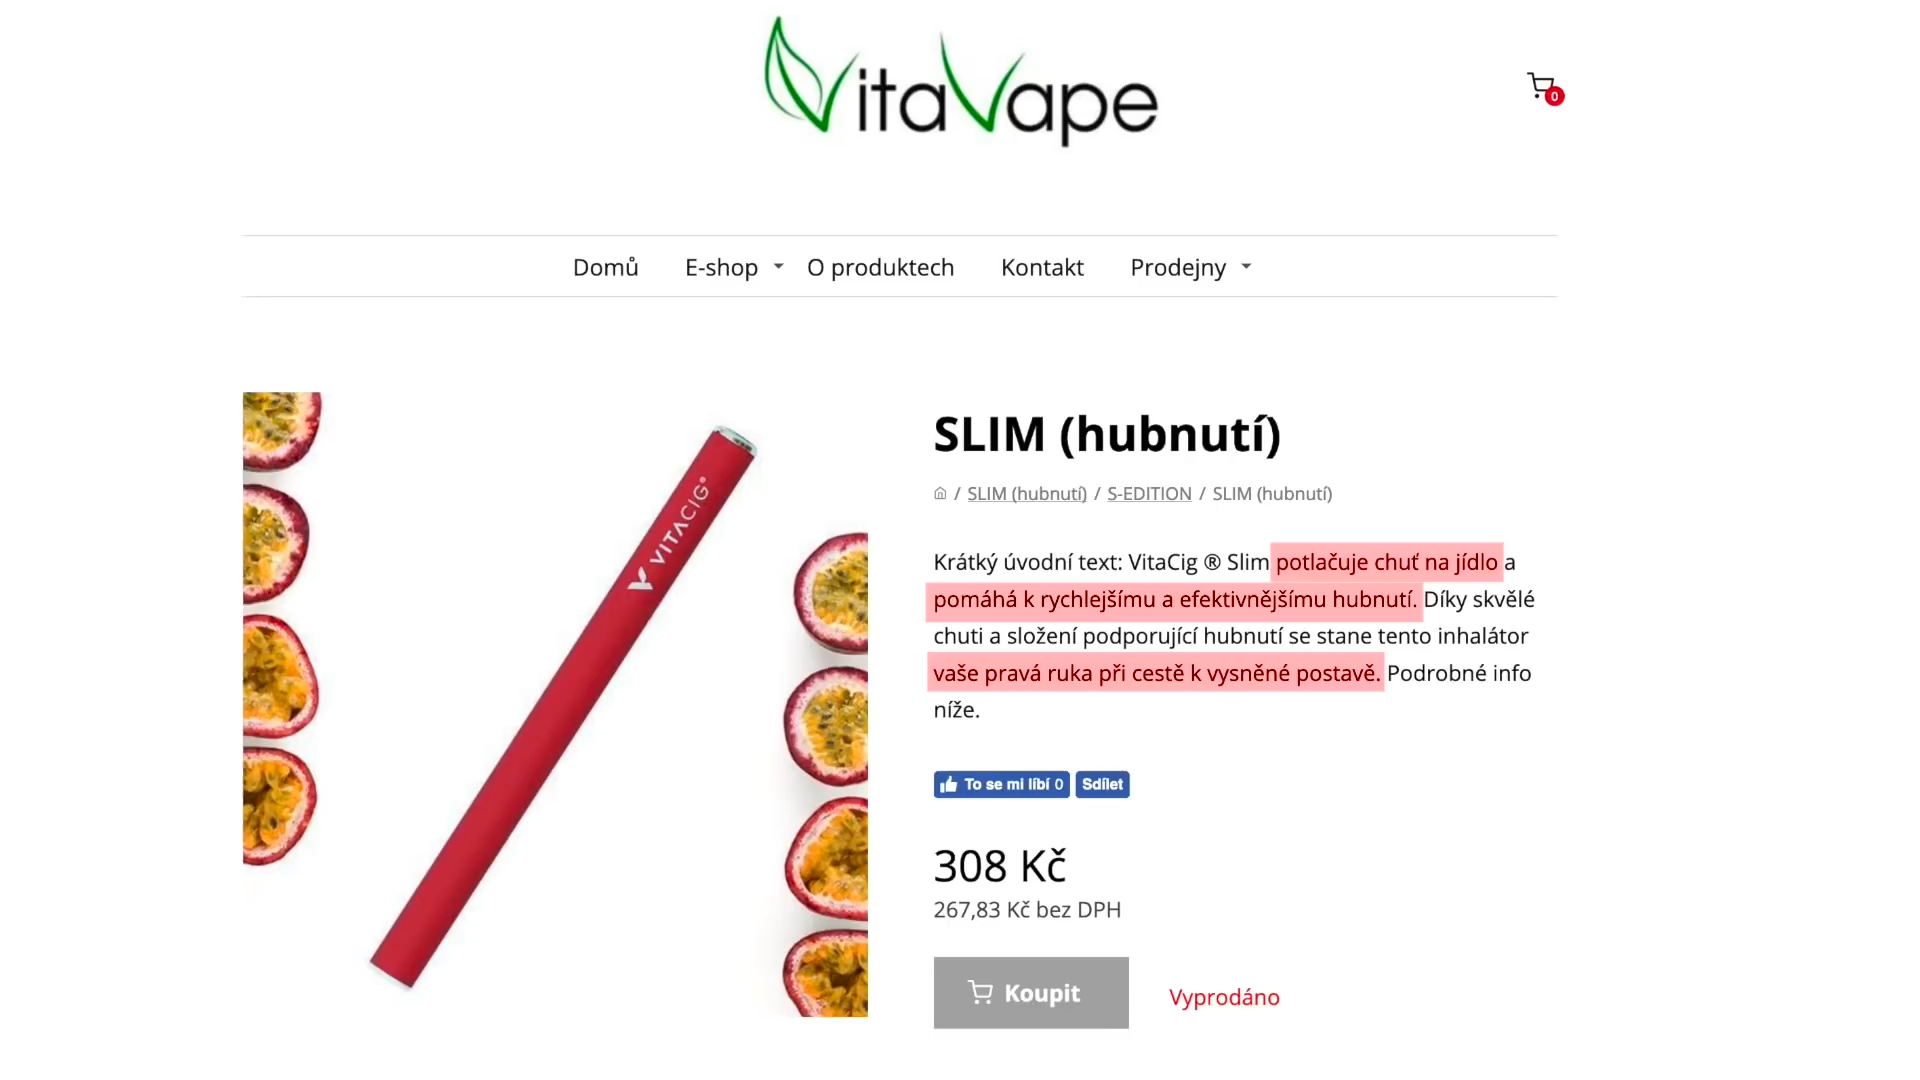 VitaVape
0
Domů E-shop O produktech Kontakt Prodejny
VITACIG®
SLIM (hubnutí)
/ SLIM (hubnutí) / S-EDITION / SLIM (hubnutí)
Krátký úvodní text: VitaCig ® Slim potlačuje chuť na jídlo a
pomáhá k rychlejšímu a efektivnějšímu hubnutí. Díky skvělé
chuti a složení podporující hubnutí se stane tento inhalátor
vaše pravá ruka při cestě k vysněné postavě. Podrobné info
níže.
To se mi líbí 0 Sdílet
308 Kč
267,83 Kč bez DPH
Koupit Vyprodáno